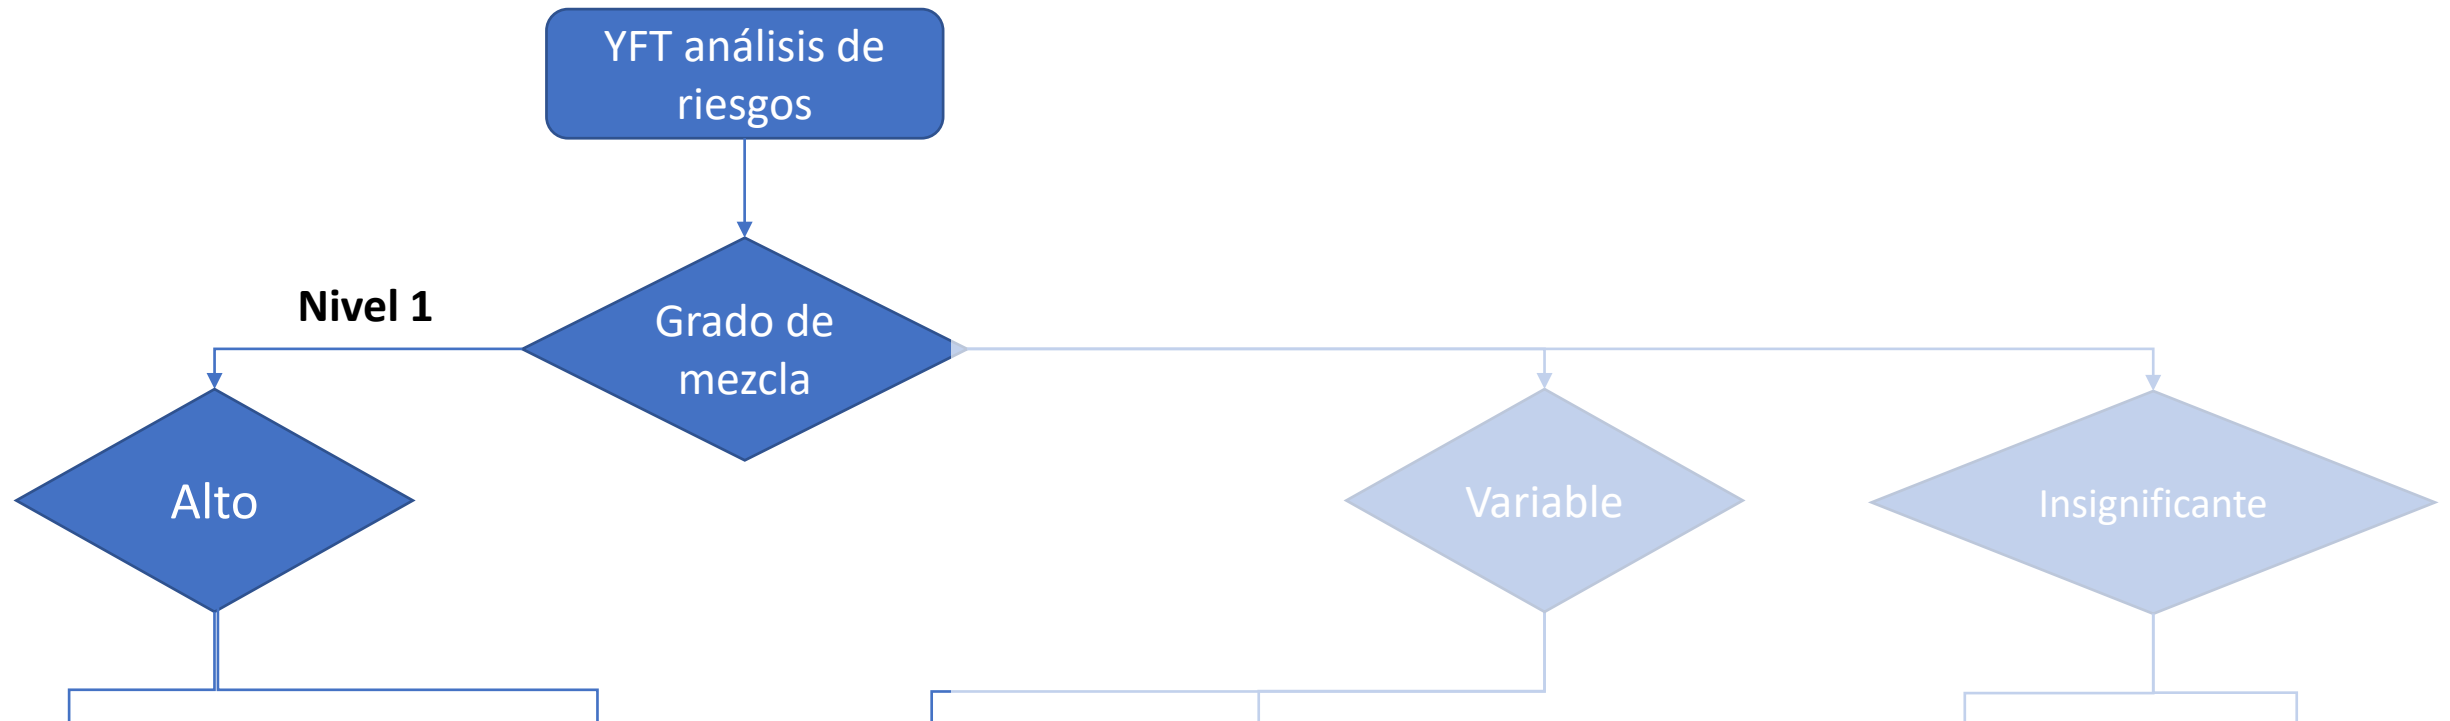 YFT análisis de
riesgos
Nivel 1
Grado de
mezcla
Alto
Variable
Insignificante